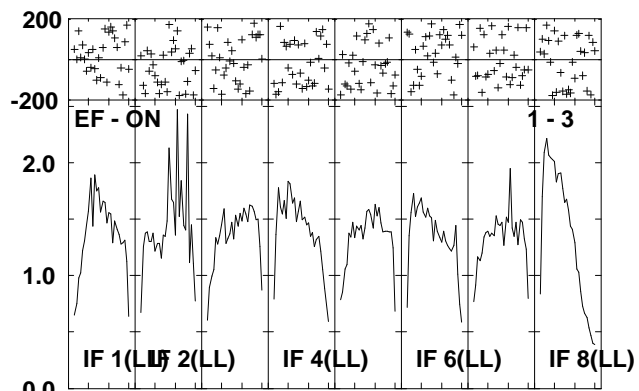 200
-200
EF - ON 1 - 3
2.0
1.0
IF 1(LL) IF 2(LL) IF 4(LL) IF 6(LL) IF 8(LL)
0.0